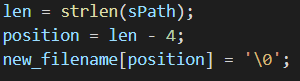 len = strlen(sPath);
position = len - 4;
new_filename[position] = '\0';